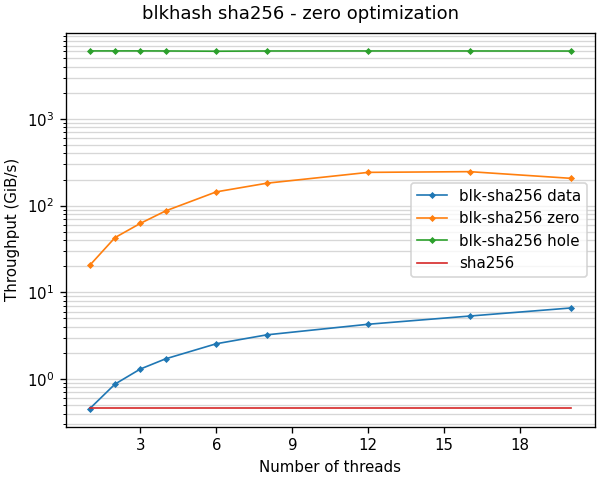 blkhash sha256 - zero optimization
Throughput (GiB/s)
10³
10²
10¹
10⁰
blk-sha256 data
blk-sha256 zero
blk-sha256 hole
sha256
3 6 9 12 15 18
Number of threads